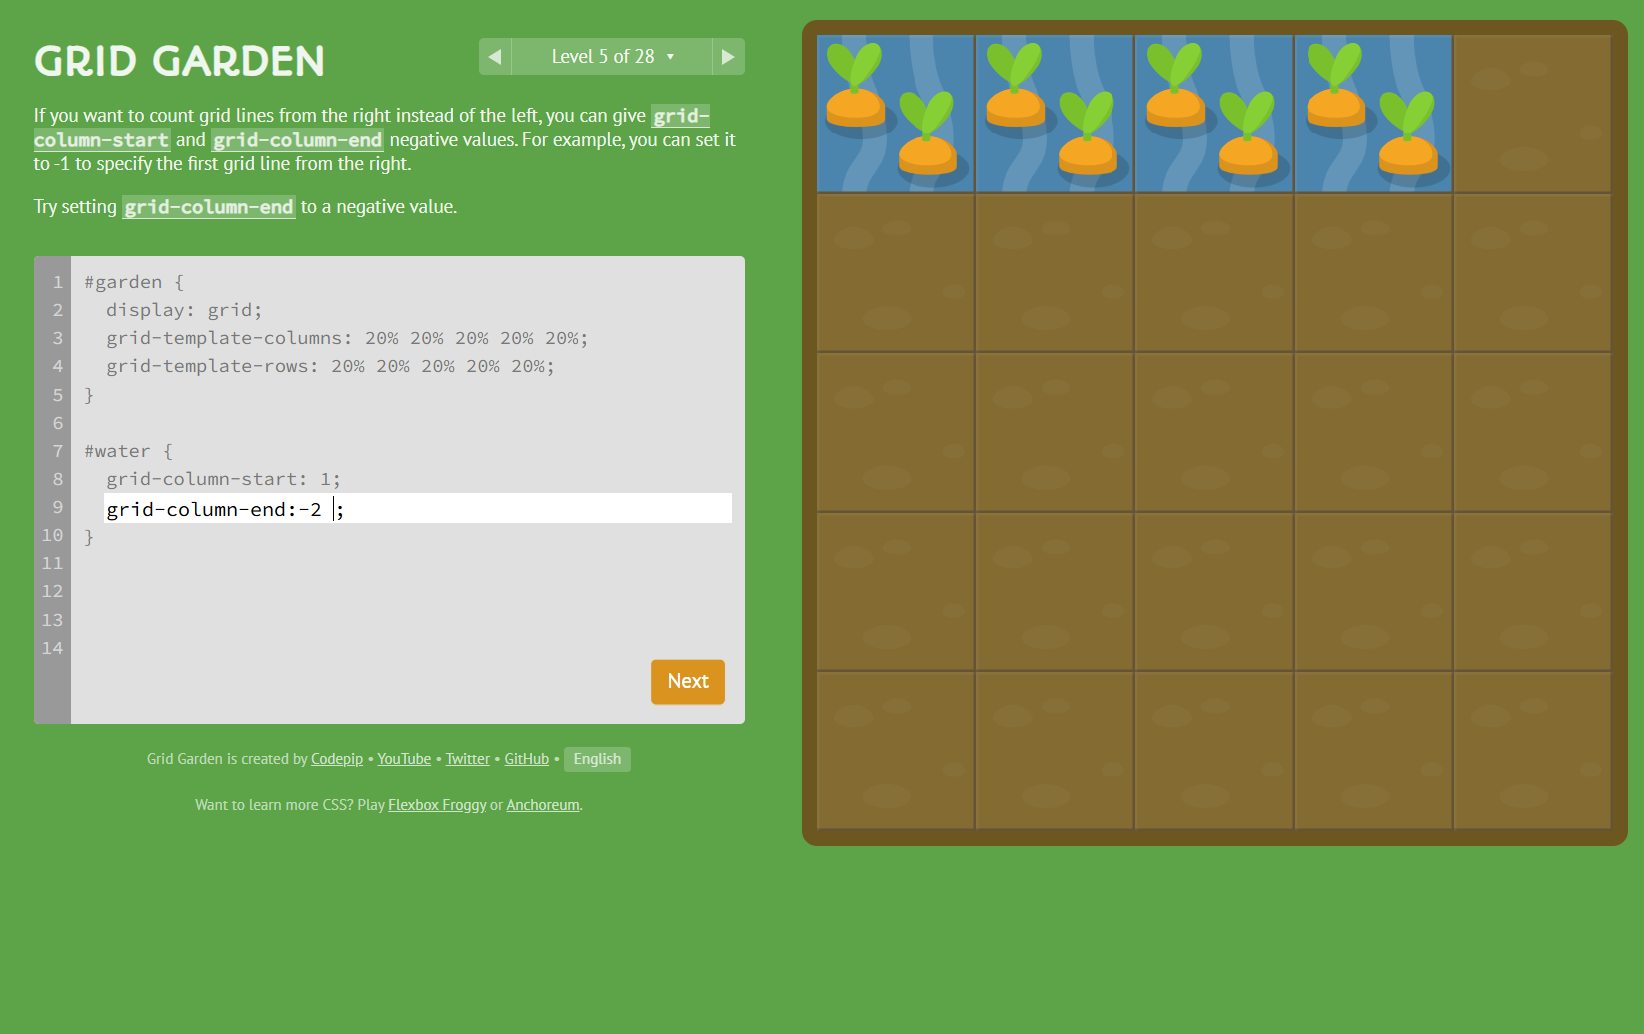 GRID GARDEN
◀ Level 5 of 28 ▾ ▶
If you want to count grid lines from the right instead of the left, you can give grid-
column-start and grid-column-end negative values. For example, you can set it
to -1 to specify the first grid line from the right.
Try setting grid-column-end to a negative value.
1 #garden {
2 display: grid;
3 grid-template-columns: 20% 20% 20% 20% 20%;
4 grid-template-rows: 20% 20% 20% 20% 20%;
5 }
6
7 #water {
8 grid-column-start: 1;
9 grid-column-end:-2 ;
10 }
11
12
13
14
Next
Grid Garden is created by Codepip • YouTube • Twitter • GitHub • English
Want to learn more CSS? Play Flexbox Froggy or Anchoreum.